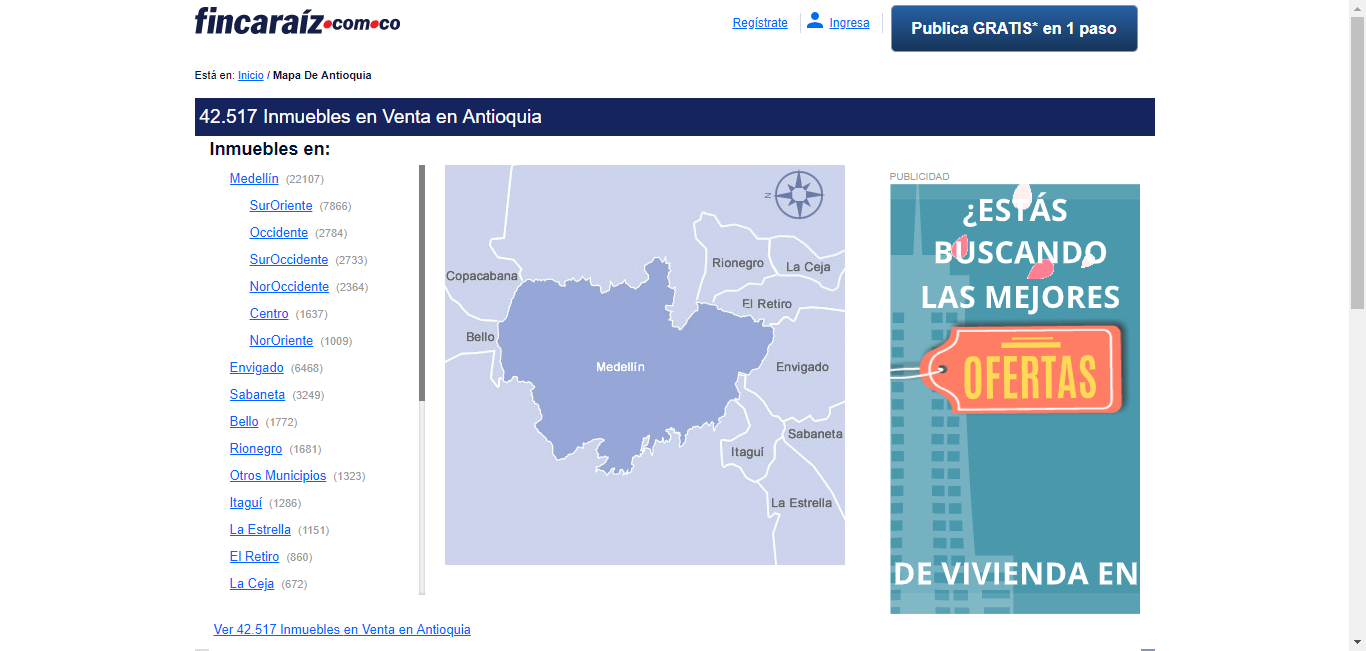 fincaraíz.com.co
Regístrate
Ingresa
Publica GRATIS* en 1 paso
Está en: Inicio / Mapa De Antioquia
42.517 Inmuebles en Venta en Antioquia
Inmuebles en:
Medellín (22107)
SurOriente (7866)
Occidente (2784)
SurOccidente (2733)
NorOccidente (2364)
Centro (1637)
NorOriente (1009)
Envigado (6468)
Sabaneta (3249)
Bello (1772)
Rionegro (1681)
Otros Municipios (1323)
Itaguí (1286)
La Estrella (1151)
El Retiro (860)
La Ceja (672)
Ver 42.517 Inmuebles en Venta en Antioquia
N
Rionegro
La Ceja
Copacabana
El Retiro
Bello
Medellín
Envigado
Sabaneta
Itaguí
La Estrella
PUBLICIDAD
¿ESTÁS
BUSCANDO
LAS MEJORES
OFERTAS
DE VIVIENDA EN